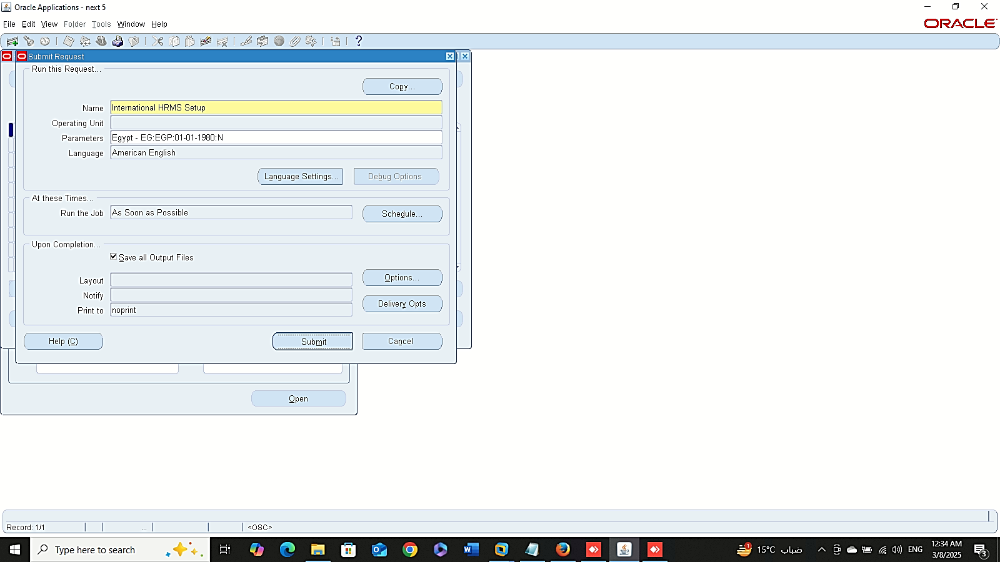 Oracle Applications - next 5
File Edit View Folder Tools Window Help
ORACLE
Submit Request
Run this Request...
Copy...
Name International HRMS Setup
Operating Unit
Parameters Egypt - EG:EGP:01-01-1980:N
Language American English
Language Settings... Debug Options
At these Times...
Run the Job As Soon as Possible Schedule...
Upon Completion...
Save all Output Files
Layout Options...
Notify
Delivery Opts
Print to noprint
Help (C) Submit Cancel
Open
Record: 1/1 ... <OSC>
Type here to search
15°C ضباب
ENG
12:34 AM
3/8/2025
1
3